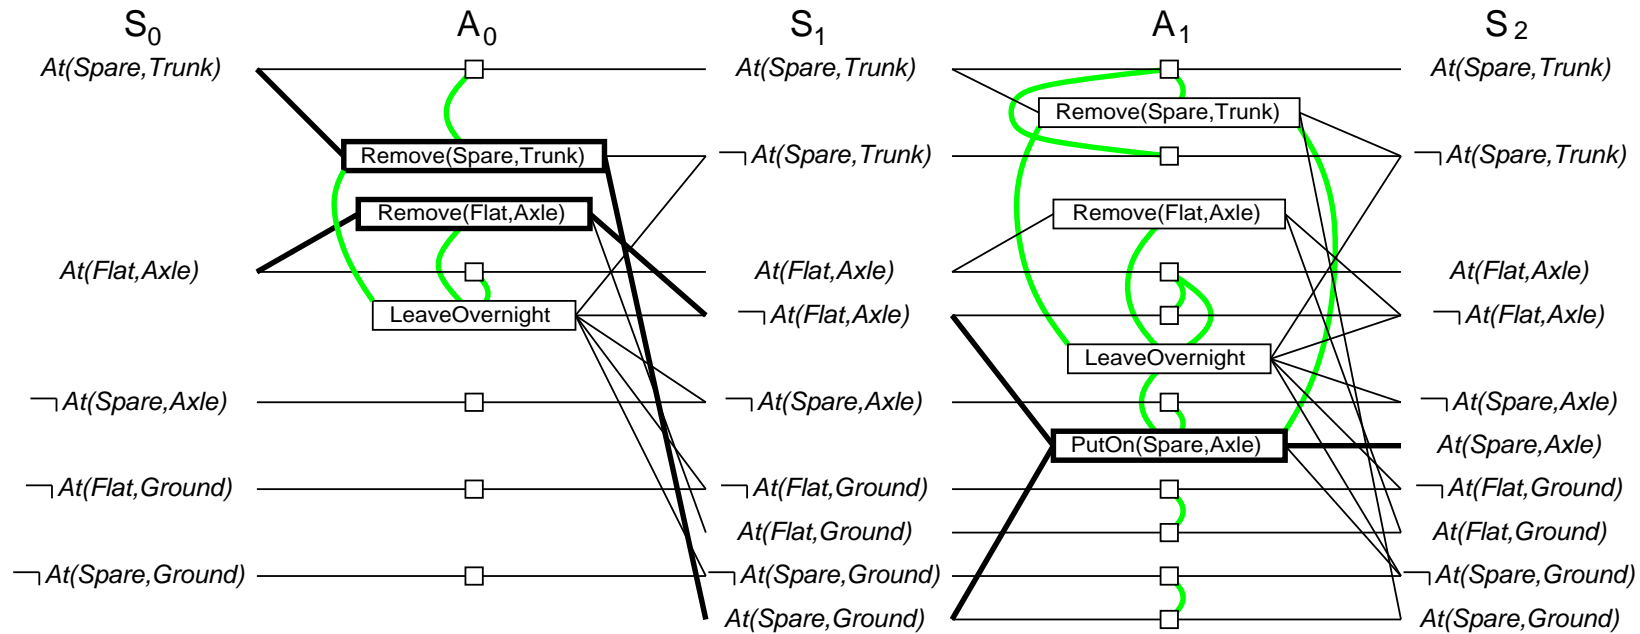 S0 A0 S1 A1 S2
At(Spare,Trunk) At(Spare,Trunk) At(Spare,Trunk)
Remove(Spare,Trunk)
Remove(Spare,Trunk) ¬At(Spare,Trunk) ¬At(Spare,Trunk)
Remove(Flat,Axle) Remove(Flat,Axle)
At(Flat,Axle) At(Flat,Axle) At(Flat,Axle)
LeaveOvernight ¬At(Flat,Axle) ¬At(Flat,Axle)
LeaveOvernight
¬At(Spare,Axle) ¬At(Spare,Axle) ¬At(Spare,Axle)
PutOn(Spare,Axle) At(Spare,Axle)
¬At(Flat,Ground) ¬At(Flat,Ground) ¬At(Flat,Ground)
At(Flat,Ground) At(Flat,Ground)
¬At(Spare,Ground) ¬At(Spare,Ground) ¬At(Spare,Ground)
At(Spare,Ground) At(Spare,Ground)